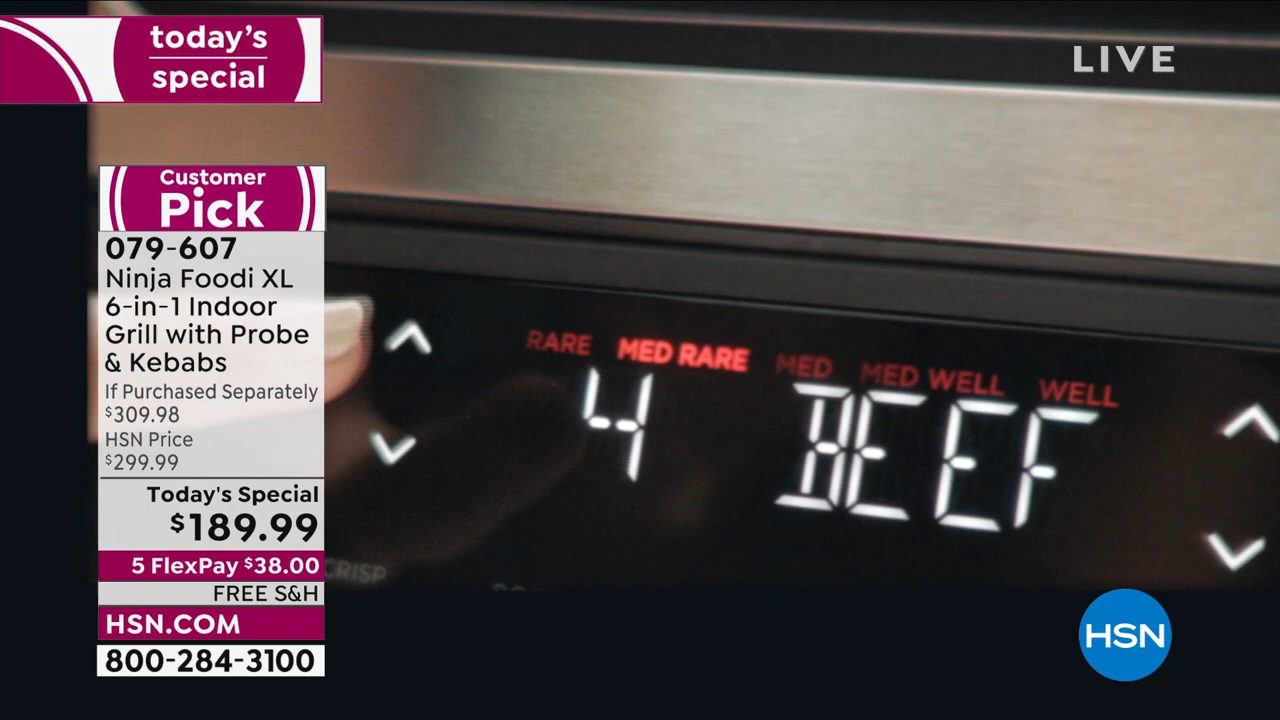 today's
special
LIVE
Customer
Pick
079-607
Ninja Foodi XL
6-in-1 Indoor
Grill with Probe
& Kebabs
If Purchased Separately
$309.98
HSN Price
$299.99
Today's Special
$189.99
5 FlexPay $38.00
FREE S&H
HSN.COM
800-284-3100
RARE MED RARE MED MED WELL WELL
4 BEEF
CRISP
HSN